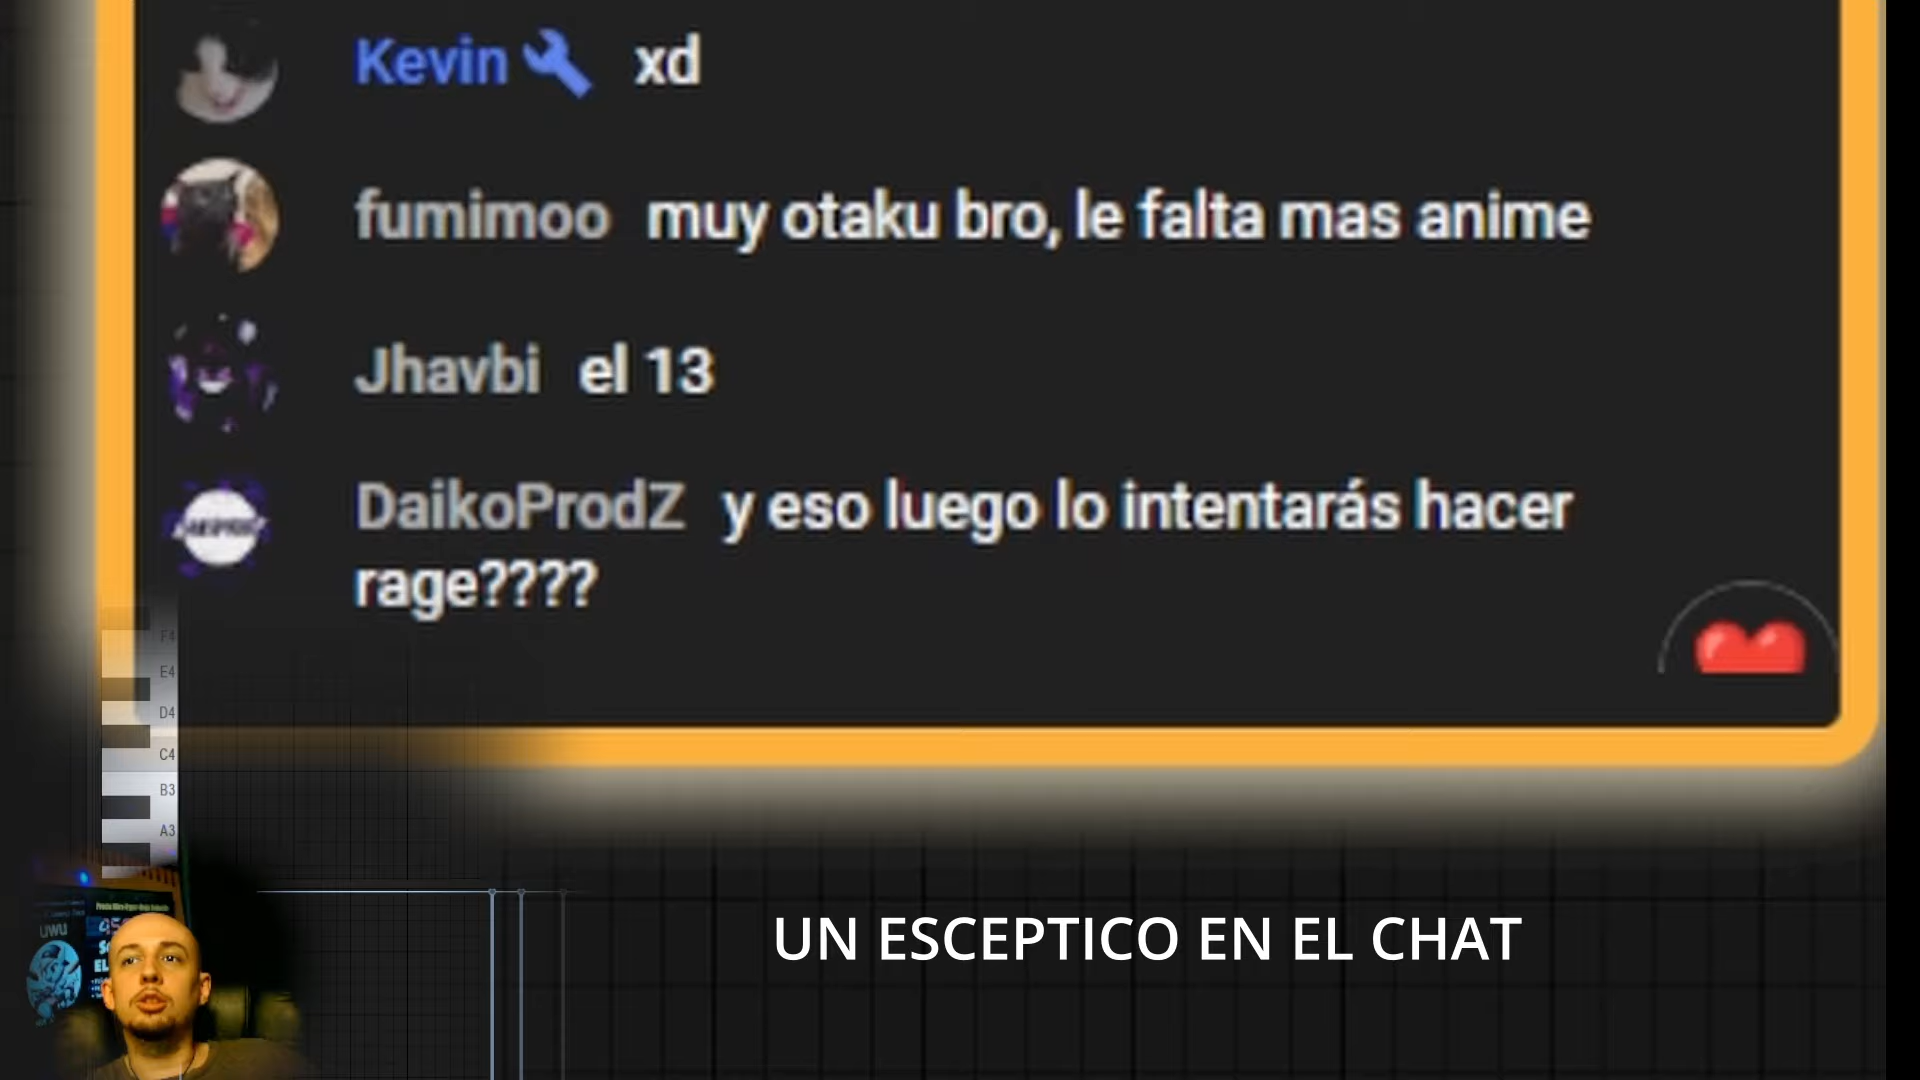 Kevin xd
fumimoo muy otaku bro, le falta mas anime
Jhavbi el 13
DaikoProdZ y eso luego lo intentarás hacer
rage????
F4
E4
D4
C4
B3
A3
UWU
UN ESCEPTICO EN EL CHAT